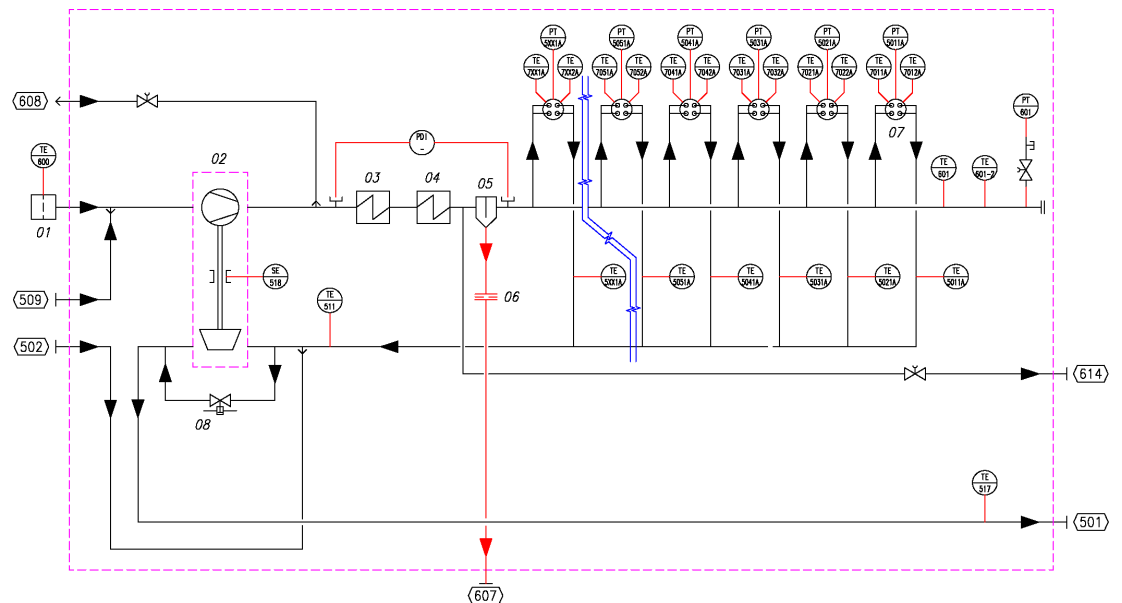 PT
5XX1A
PT
5051A
PT
5041A
PT
5031A
PT
5021A
PT
5011A
TE
7XX1A
TE
7XX2A
TE
7051A
TE
7052A
TE
7041A
TE
7042A
TE
7031A
TE
7032A
TE
7021A
TE
7022A
TE
7011A
TE
7012A
608
PT
601
07
PDI
-
TE
600
02
03
04
05
TE
601
TE
601-2
01
SE
518
TE
5XX1A
TE
5051A
TE
5041A
TE
5031A
TE
5021A
TE
5011A
509
TE
511
06
502
614
08
TE
517
501
607